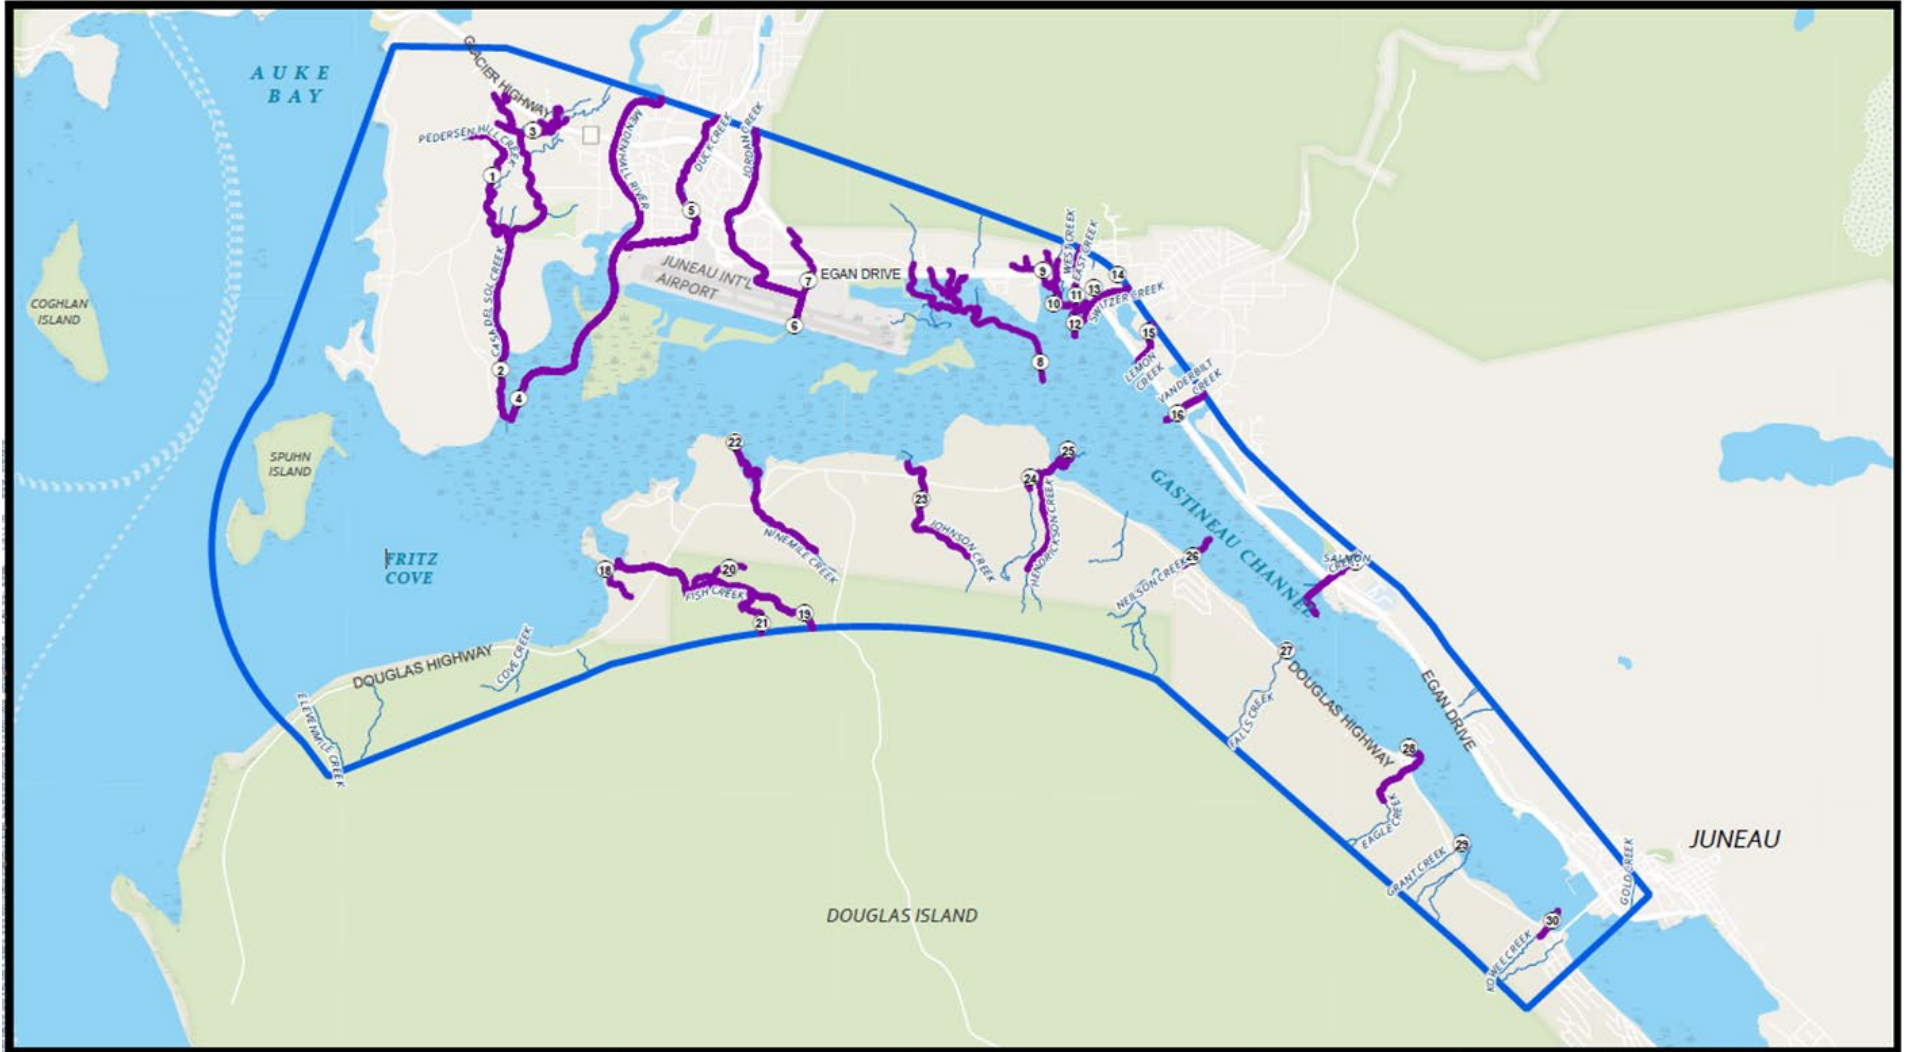 AUKE
BAY
GLACIER HIGHWAY
PEDERSEN HILL CREEK
3
1
MENDENHALL RIVER
DUCK CREEK
JORDAN CREEK
5
COGHLAN
ISLAND
CASA DEL SOL CREEK
2
4
JUNEAU INT'L
AIRPORT
7
6
EGAN DRIVE
WEST CREEK
EAST CREEK
9
10
11
13
14
12
SWITZER CREEK
8
15
LEMON
CREEK
VANDERBILT
CREEK
16
SPUHN
ISLAND
22
NINEMILE CREEK
23
JOHNSON CREEK
24
25
HENDRICKSON CREEK
GASTINEAU CHANNEL
FRITZ
COVE
18
20
FISH CREEK
19
21
26
NEILSON CREEK
SALMON
CREEK
DOUGLAS HIGHWAY
COVE CREEK
ELEVENMILE CREEK
27
FALLS CREEK
DOUGLAS HIGHWAY
EGAN DRIVE
28
EAGLE CREEK
29
GRANT CREEK
JUNEAU
GOLD CREEK
30
KOWEE CREEK
DOUGLAS ISLAND